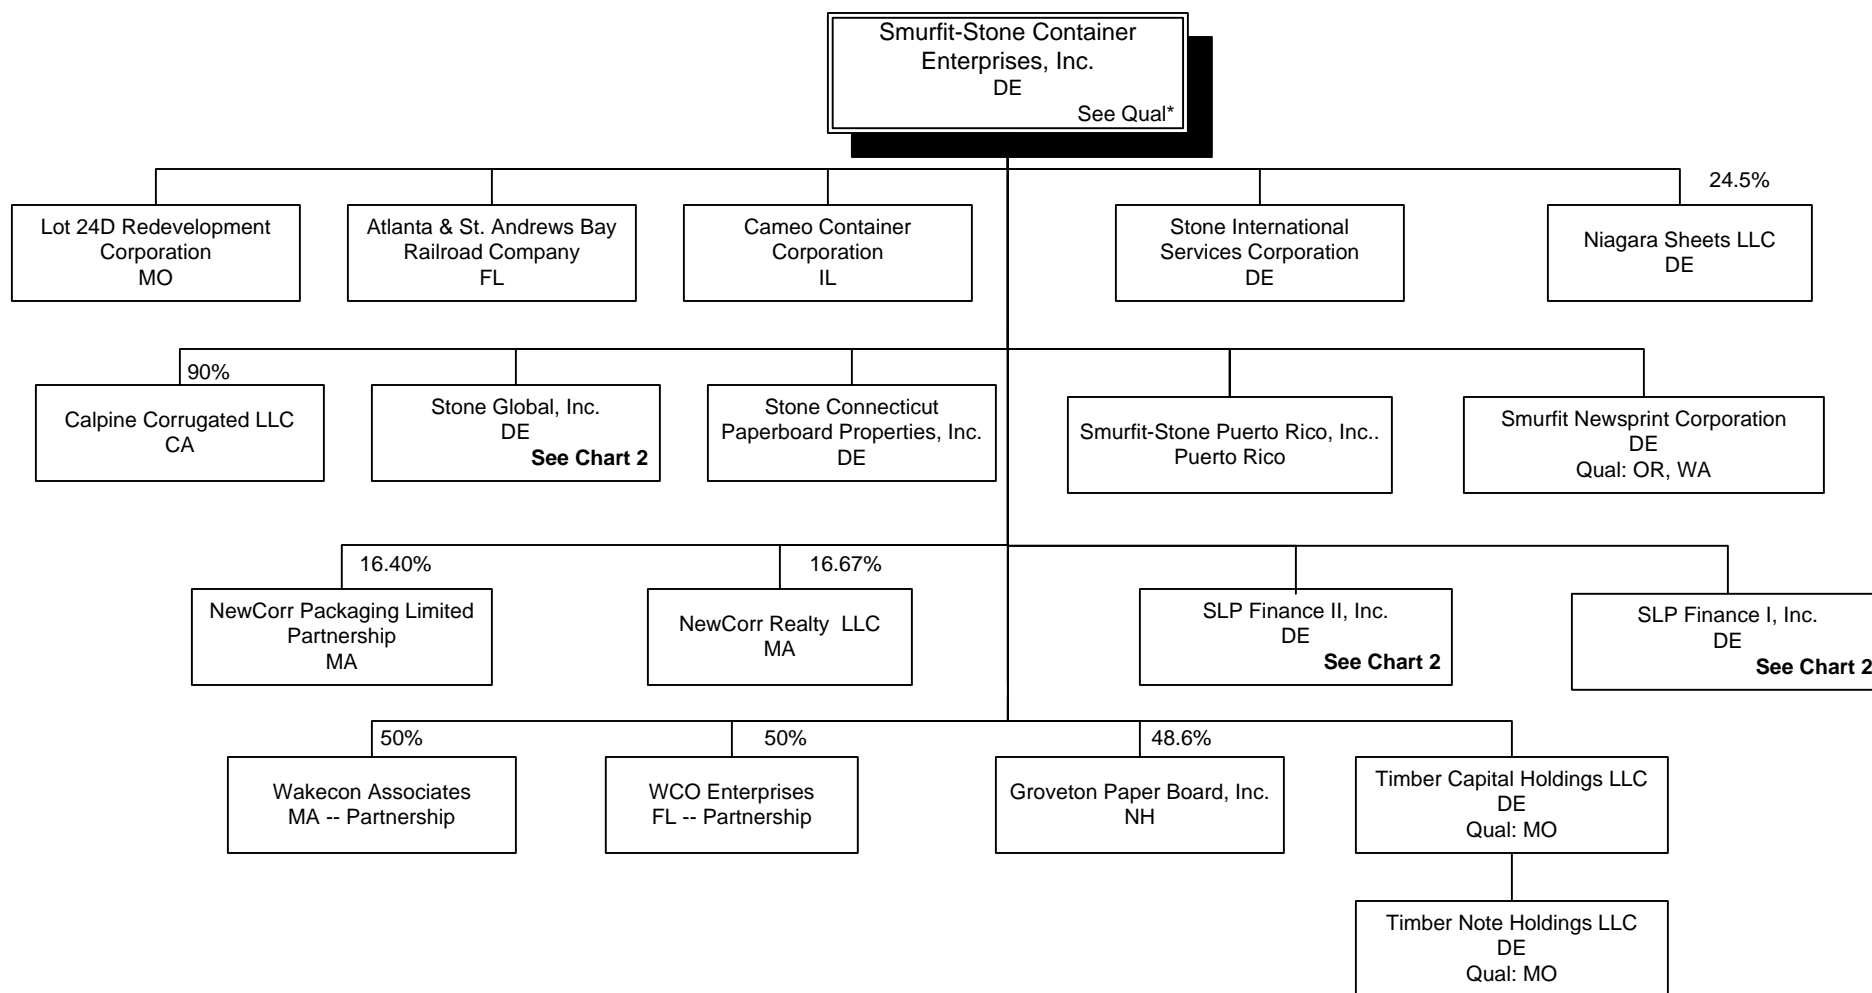 Smurfit-Stone Container
Enterprises, Inc.
DE
See Qual*
24.5%
Lot 24D Redevelopment
Corporation
MO
Atlanta & St. Andrews Bay
Railroad Company
FL
Cameo Container
Corporation
IL
Stone International
Services Corporation
DE
Niagara Sheets LLC
DE
90%
Calpine Corrugated LLC
CA
Stone Global, Inc.
DE
See Chart 2
Stone Connecticut
Paperboard Properties, Inc.
DE
Smurfit-Stone Puerto Rico, Inc..
Puerto Rico
Smurfit Newsprint Corporation
DE
Qual: OR, WA
16.40%
NewCorr Packaging Limited
Partnership
MA
16.67%
NewCorr Realty LLC
MA
SLP Finance II, Inc.
DE
See Chart 2
SLP Finance I, Inc.
DE
See Chart 2
50%
Wakecon Associates
MA -- Partnership
50%
WCO Enterprises
FL -- Partnership
48.6%
Groveton Paper Board, Inc.
NH
Timber Capital Holdings LLC
DE
Qual: MO
Timber Note Holdings LLC
DE
Qual: MO